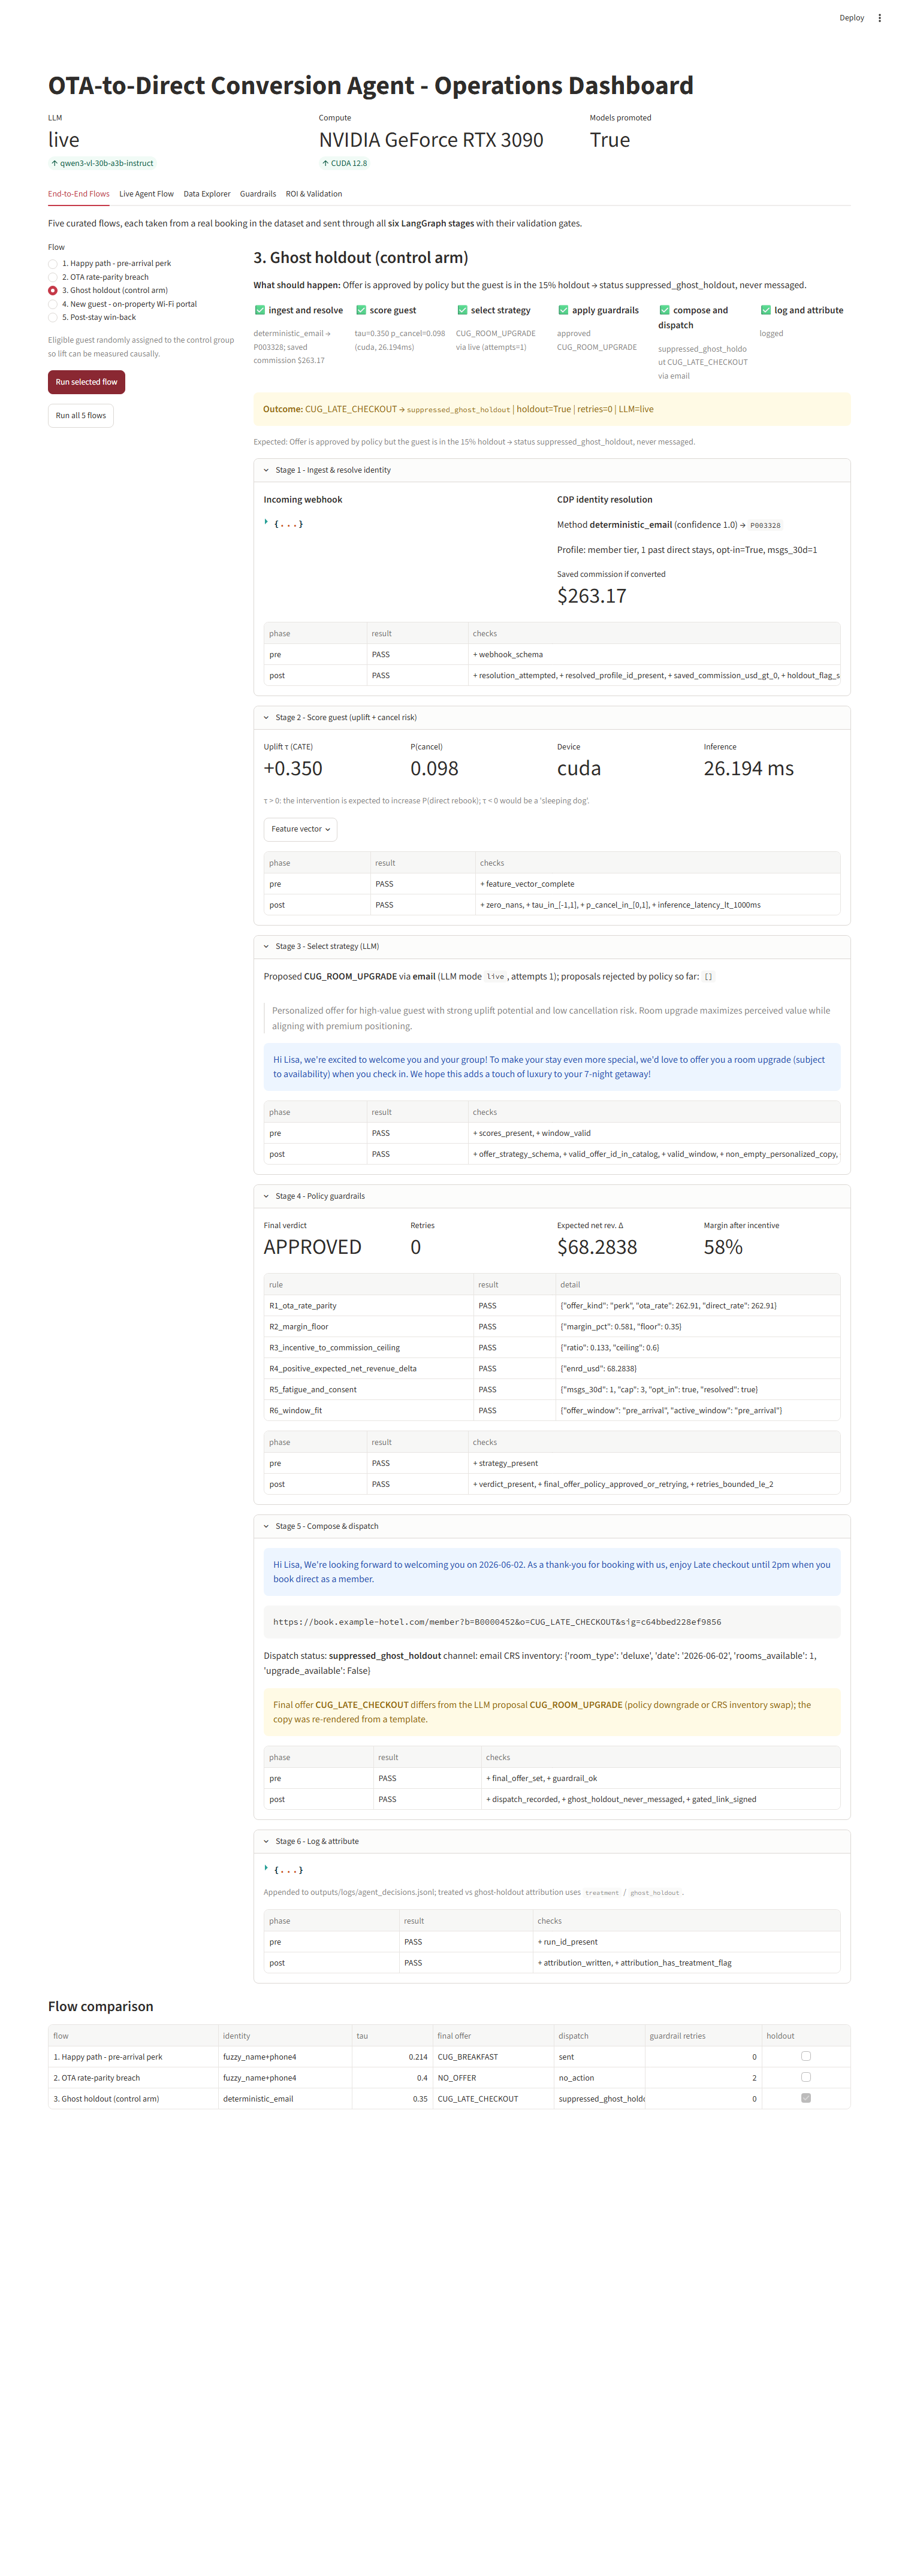 Deploy
OTA-to-Direct Conversion Agent - Operations Dashboard
LLM
live
↑ qwen3-vl-30b-a3b-instruct
Compute
NVIDIA GeForce RTX 3090
↑ CUDA 12.8
Models promoted
True
End-to-End Flows
Live Agent Flow
Data Explorer
Guardrails
ROI & Validation
Five curated flows, each taken from a real booking in the dataset and sent through all six LangGraph stages with their validation gates.
Flow
1. Happy path - pre-arrival perk
2. OTA rate-parity breach
3. Ghost holdout (control arm)
4. New guest - on-property Wi-Fi portal
5. Post-stay win-back
Eligible guest randomly assigned to the control group
so lift can be measured causally.
Run selected flow
Run all 5 flows
3. Ghost holdout (control arm)
What should happen: Offer is approved by policy but the guest is in the 15% holdout → status suppressed_ghost_holdout, never messaged.
✅ ingest and resolve
deterministic_email →
P003328; saved
commission $263.17
✅ score guest
tau=0.350 p_cancel=0.098
(cuda, 26.194ms)
✅ select strategy
CUG_ROOM_UPGRADE
via live (attempts=1)
✅ apply guardrails
approved
CUG_ROOM_UPGRADE
✅ compose and
dispatch
suppressed_ghost_holdo
ut CUG_LATE_CHECKOUT
via email
✅ log and attribute
logged
Outcome: CUG_LATE_CHECKOUT → suppressed_ghost_holdout | holdout=True | retries=0 | LLM=live
Expected: Offer is approved by policy but the guest is in the 15% holdout → status suppressed_ghost_holdout, never messaged.
Stage 1 - Ingest & resolve identity
Incoming webhook
{...}
CDP identity resolution
Method deterministic_email (confidence 1.0) → P003328
Profile: member tier, 1 past direct stays, opt-in=True, msgs_30d=1
Saved commission if converted
$263.17
phase result checks
pre PASS + webhook_schema
post PASS + resolution_attempted, + resolved_profile_id_present, + saved_commission_usd_gt_0, + holdout_flag_s
Stage 2 - Score guest (uplift + cancel risk)
Uplift τ (CATE)
+0.350
P(cancel)
0.098
Device
cuda
Inference
26.194 ms
τ > 0: the intervention is expected to increase P(direct rebook); τ < 0 would be a 'sleeping dog'.
Feature vector
phase result checks
pre PASS + feature_vector_complete
post PASS + zero_nans, + tau_in_[-1,1], + p_cancel_in_[0,1], + inference_latency_lt_1000ms
Stage 3 - Select strategy (LLM)
Proposed CUG_ROOM_UPGRADE via email (LLM mode live , attempts 1); proposals rejected by policy so far: []
Personalized offer for high-value guest with strong uplift potential and low cancellation risk. Room upgrade maximizes perceived value while
aligning with premium positioning.
Hi Lisa, we're excited to welcome you and your group! To make your stay even more special, we'd love to offer you a room upgrade (subject
to availability) when you check in. We hope this adds a touch of luxury to your 7-night getaway!
phase result checks
pre PASS + scores_present, + window_valid
post PASS + offer_strategy_schema, + valid_offer_id_in_catalog, + valid_window, + non_empty_personalized_copy,
Stage 4 - Policy guardrails
Final verdict
APPROVED
Retries
0
Expected net rev. Δ
$68.2838
Margin after incentive
58%
rule result detail
R1_ota_rate_parity PASS {"offer_kind": "perk", "ota_rate": 262.91, "direct_rate": 262.91}
R2_margin_floor PASS {"margin_pct": 0.581, "floor": 0.35}
R3_incentive_to_commission_ceiling PASS {"ratio": 0.133, "ceiling": 0.6}
R4_positive_expected_net_revenue_delta PASS {"enrd_usd": 68.2838}
R5_fatigue_and_consent PASS {"msgs_30d": 1, "cap": 3, "opt_in": true, "resolved": true}
R6_window_fit PASS {"offer_window": "pre_arrival", "active_window": "pre_arrival"}
phase result checks
pre PASS + strategy_present
post PASS + verdict_present, + final_offer_policy_approved_or_retrying, + retries_bounded_le_2
Stage 5 - Compose & dispatch
Hi Lisa, We're looking forward to welcoming you on 2026-06-02. As a thank-you for booking with us, enjoy Late checkout until 2pm when you
book direct as a member.
https://book.example-hotel.com/member?b=B0000452&o=CUG_LATE_CHECKOUT&sig=c64bbed228ef9856
Dispatch status: suppressed_ghost_holdout channel: email CRS inventory: {'room_type': 'deluxe', 'date': '2026-06-02', 'rooms_available': 1,
'upgrade_available': False}
Final offer CUG_LATE_CHECKOUT differs from the LLM proposal CUG_ROOM_UPGRADE (policy downgrade or CRS inventory swap); the
copy was re-rendered from a template.
phase result checks
pre PASS + final_offer_set, + guardrail_ok
post PASS + dispatch_recorded, + ghost_holdout_never_messaged, + gated_link_signed
Stage 6 - Log & attribute
{...}
Appended to outputs/logs/agent_decisions.jsonl; treated vs ghost-holdout attribution uses treatment / ghost_holdout .
phase result checks
pre PASS + run_id_present
post PASS + attribution_written, + attribution_has_treatment_flag
Flow comparison
flow identity tau final offer dispatch guardrail retries holdout
1. Happy path - pre-arrival perk fuzzy_name+phone4 0.214 CUG_BREAKFAST sent 0
2. OTA rate-parity breach fuzzy_name+phone4 0.4 NO_OFFER no_action 2
3. Ghost holdout (control arm) deterministic_email 0.35 CUG_LATE_CHECKOUT suppressed_ghost_holdo 0